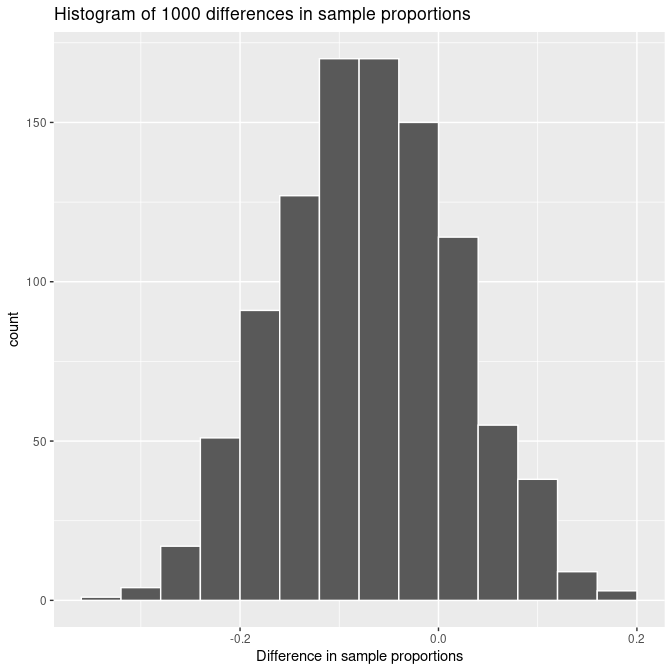 Histogram of 1000 differences in sample proportions
150
100
50
0
count
-0.2 0.0 0.2
Difference in sample proportions